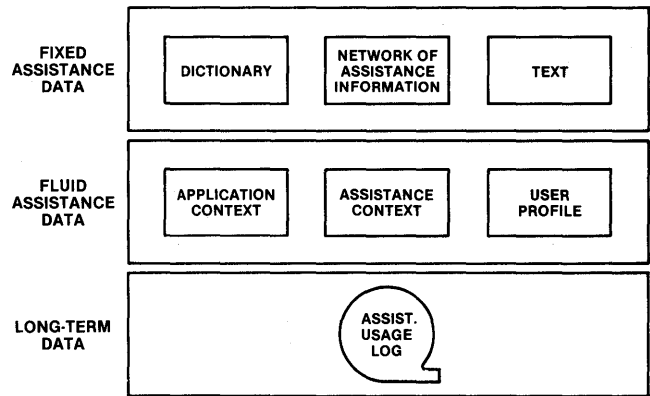 FIXED
ASSISTANCE
DATA
DICTIONARY
NETWORK OF
ASSISTANCE
INFORMATION
TEXT
FLUID
ASSISTANCE
DATA
APPLICATION
CONTEXT
ASSISTANCE
CONTEXT
USER
PROFILE
LONG-TERM
DATA
ASSIST.
USAGE
LOG